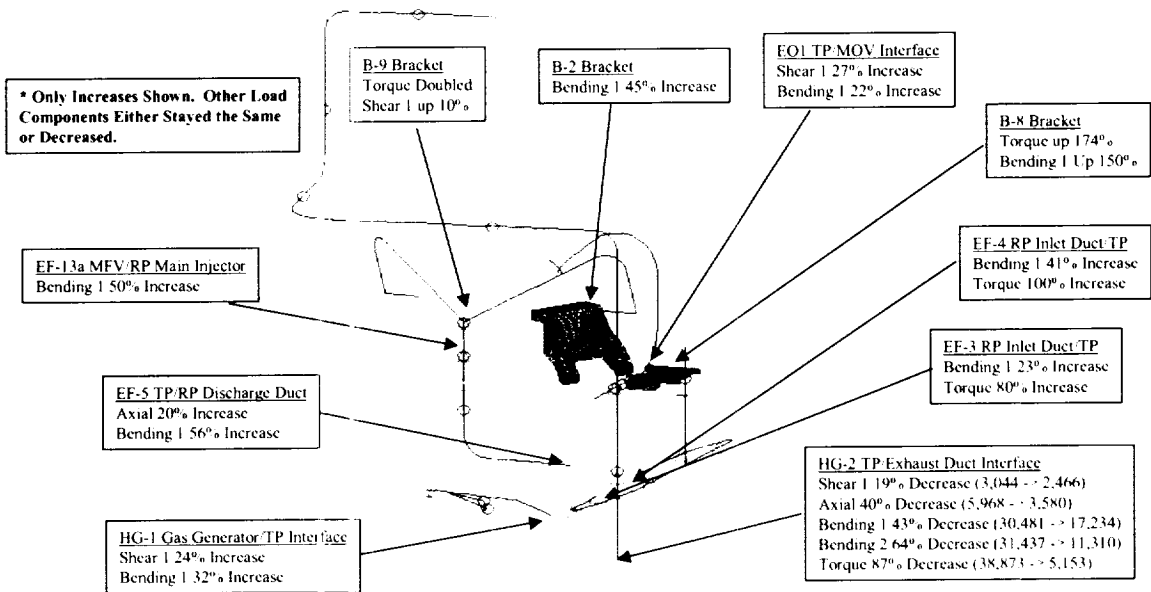 * Only Increases Shown. Other Load
Components Either Stayed the Same
or Decreased.
B-9 Bracket
Torque Doubled
Shear 1 up 10%
B-2 Bracket
Bending 1 45% Increase
EO1 TP/MOV Interface
Shear 1 27% Increase
Bending 1 22% Increase
B-8 Bracket
Torque up 174%
Bending 1 Up 150%
EF-13a MFV/RP Main Injector
Bending 1 50% Increase
EF-4 RP Inlet Duct/TP
Bending 1 41% Increase
Torque 100% Increase
EF-3 RP Inlet Duct/TP
Bending 1 23% Increase
Torque 80% Increase
EF-5 TP/RP Discharge Duct
Axial 20% Increase
Bending 1 56% Increase
HG-1 Gas Generator/TP Interface
Shear 1 24% Increase
Bending 1 32% Increase
HG-2 TP/Exhaust Duct Interface
Shear 1 19% Decrease (3,044 -> 2,466)
Axial 40% Decrease (5,968 -> 3,580)
Bending 1 43% Decrease (30,481 -> 17,234)
Bending 2 64% Decrease (31,437 -> 11,310)
Torque 87% Decrease (38,873 -> 5,153)